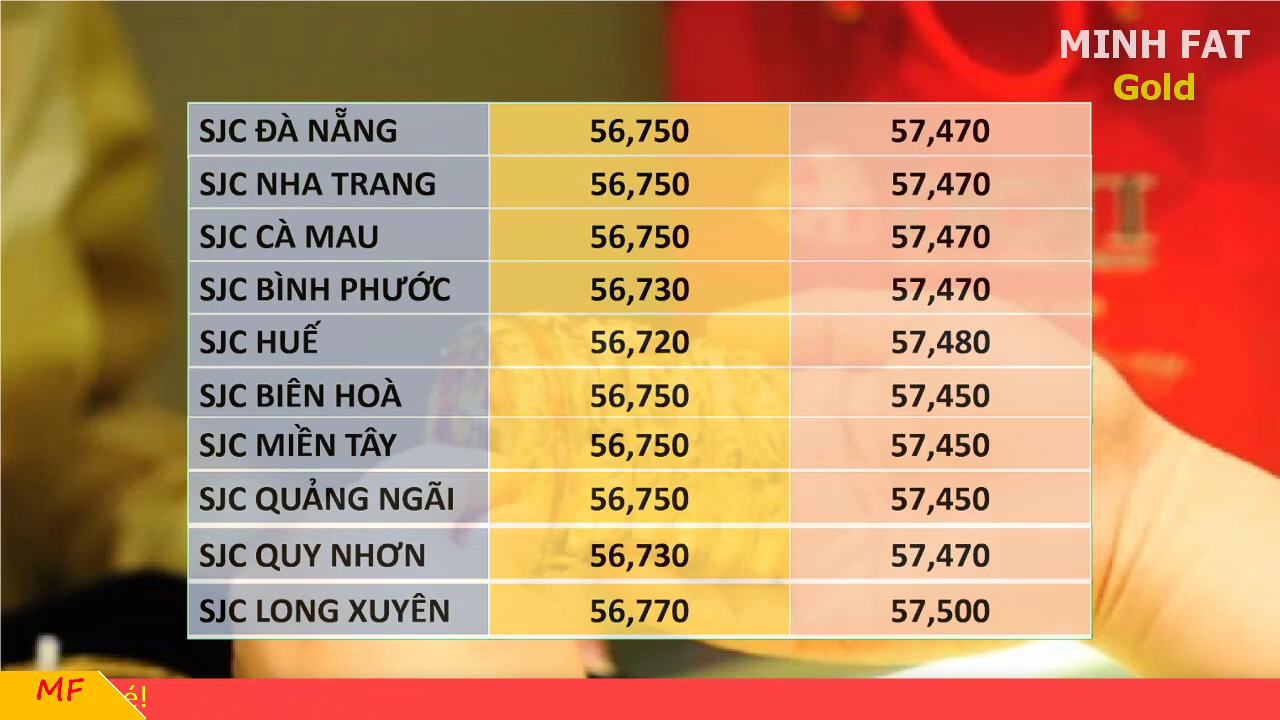 MINH FAT
Gold
SJC ĐÀ NẴNG 56,750 57,470
SJC NHA TRANG 56,750 57,470
SJC CÀ MAU 56,750 57,470
SJC BÌNH PHƯỚC 56,730 57,470
SJC HUẾ 56,720 57,480
SJC BIÊN HOÀ 56,750 57,450
SJC MIỀN TÂY 56,750 57,450
SJC QUẢNG NGÃI 56,750 57,450
SJC QUY NHƠN 56,730 57,470
SJC LONG XUYÊN 56,770 57,500
MF